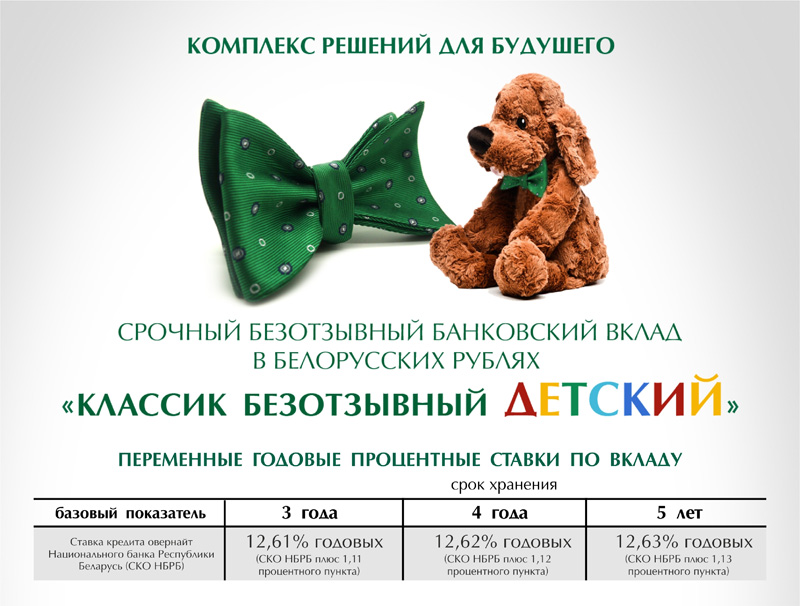 КОМПЛЕКС РЕШЕНИЙ ДЛЯ БУДУЩЕГО
СРОЧНЫЙ БЕЗОТЗЫВНЫЙ БАНКОВСКИЙ ВКЛАД
В БЕЛОРУССКИХ РУБЛЯХ
«КЛАССИК БЕЗОТЗЫВНЫЙ ДЕТСКИЙ»
ПЕРЕМЕННЫЕ ГОДОВЫЕ ПРОЦЕНТНЫЕ СТАВКИ ПО ВКЛАДУ
срок хранения
базовый показатель 3 года 4 года 5 лет
Ставка кредита овернайт
Национального банка Республики
Беларусь (СКО НБРБ)
12,61% годовых
(СКО НБРБ плюс 1,11
процентного пункта)
12,62% годовых
(СКО НБРБ плюс 1,12
процентного пункта)
12,63% годовых
(СКО НБРБ плюс 1,13
процентного пункта)